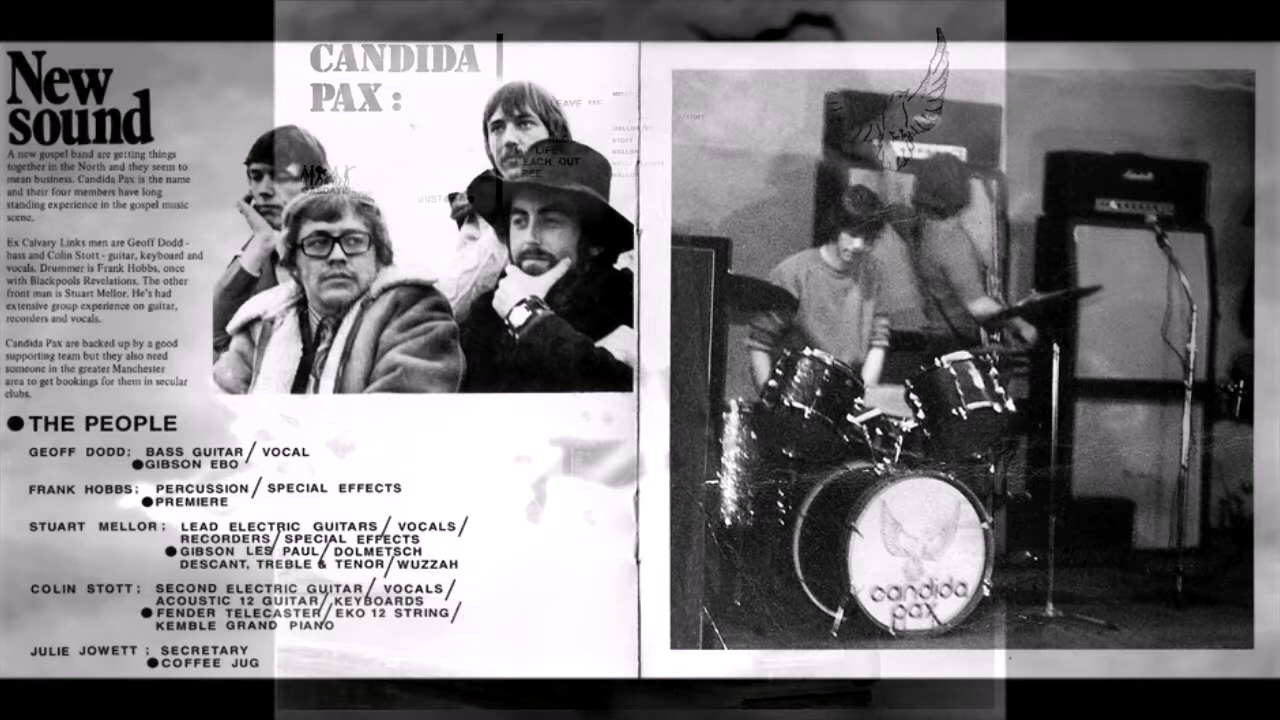 New
sound
A new gospel band are getting things
together in the North and they seem to
mean business. Candida Pax is the name
and their four members have long
standing experience in the gospel music
scene.
Ex Calvary Links men are Geoff Dodd -
bass and Colin Stott - guitar, keyboard and
vocals. Drummer is Frank Hobbs, once
with Blackpools Revelations. The other
front man is Stuart Mellor. He's had
extensive group experience on guitar,
recorders and vocals.
Candida Pax are backed up by a good
supporting team but they also need
someone in the greater Manchester
area to get bookings for them in secular
clubs.
CANDIDA
PAX :
LEAVE ME
LIFE
EACH OUT
JUST
●THE PEOPLE
GEOFF DODD; BASS GUITAR/ VOCAL
●GIBSON EBO
FRANK HOBBS; PERCUSSION/ SPECIAL EFFECTS
●PREMIERE
STUART MELLOR: LEAD ELECTRIC GUITARS/ VOCALS/
RECORDERS/ SPECIAL EFFECTS
●GIBSON LES PAUL/ DOLMETSCH
DESCANT, TREBLE & TENOR/ WUZZAH
COLIN STOTT; SECOND ELECTRIC GUITAR/ VOCALS/
ACOUSTIC 12 GUITAR/ KEYBOARDS
●FENDER TELECASTER/ EKO 12 STRING/
KEMBLE GRAND PIANO
JULIE JOWETT ; SECRETARY
●COFFEE JUG
Marshall
candida
pax